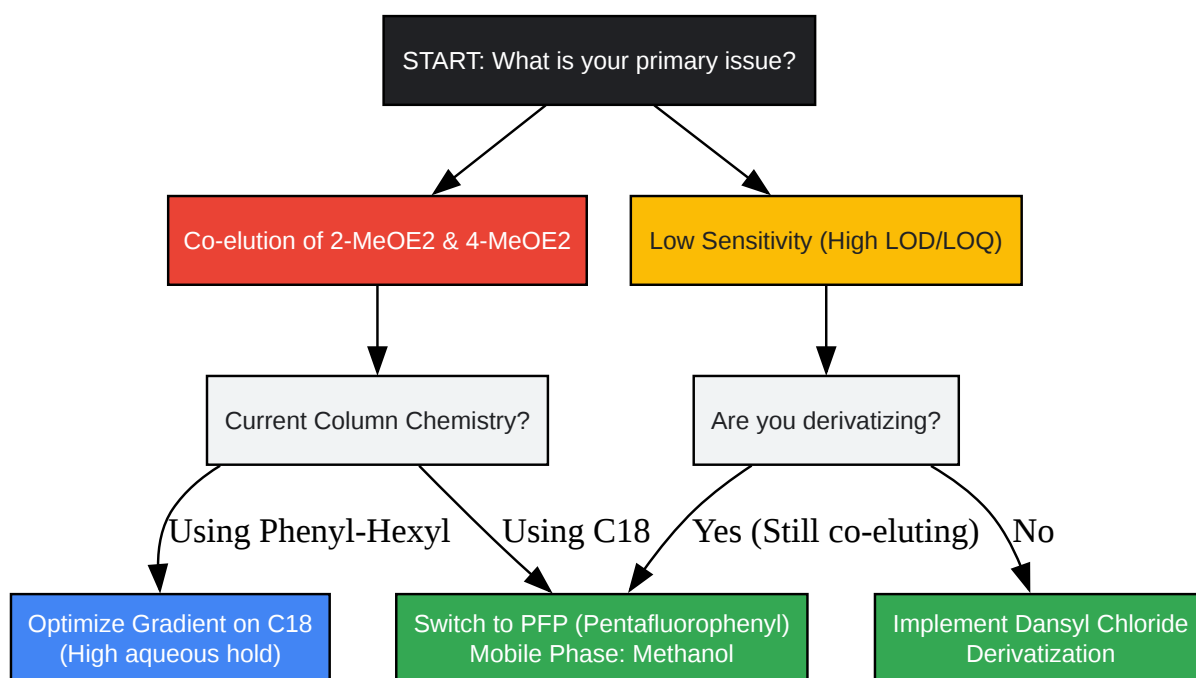 START: What is your primary issue?
Co-elution of 2-MeOE2 & 4-MeOE2
Low Sensitivity (High LOD/LOQ)
Current Column Chemistry?
Are you derivatizing?
Using Phenyl-Hexyl
Using C18
Yes (Still co-eluting)
No
Optimize Gradient on C18
(High aqueous hold)
Switch to PFP (Pentafluorophenyl)
Mobile Phase: Methanol
Implement Dansyl Chloride
Derivatization